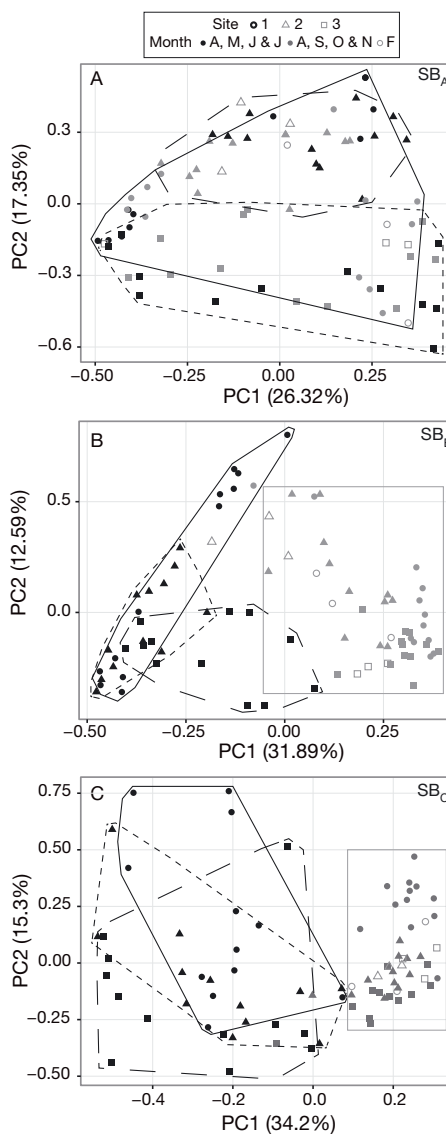 Site 1 2 3
Month A, M, J & J A, S, O & N F
A SB_A
PC2 (17.35%)
0.3
0.0
−0.3
−0.6
−0.50 −0.25 0.00 0.25
PC1 (26.32%)
B SB
PC2 (12.59%)
0.5
0.0
−0.50 −0.25 0.00 0.25
PC1 (31.89%)
C SB
PC2 (15.3%)
0.75
0.50
0.25
0.00
−0.25
−0.50
−0.4 −0.2 0.0 0.2
PC1 (34.2%)